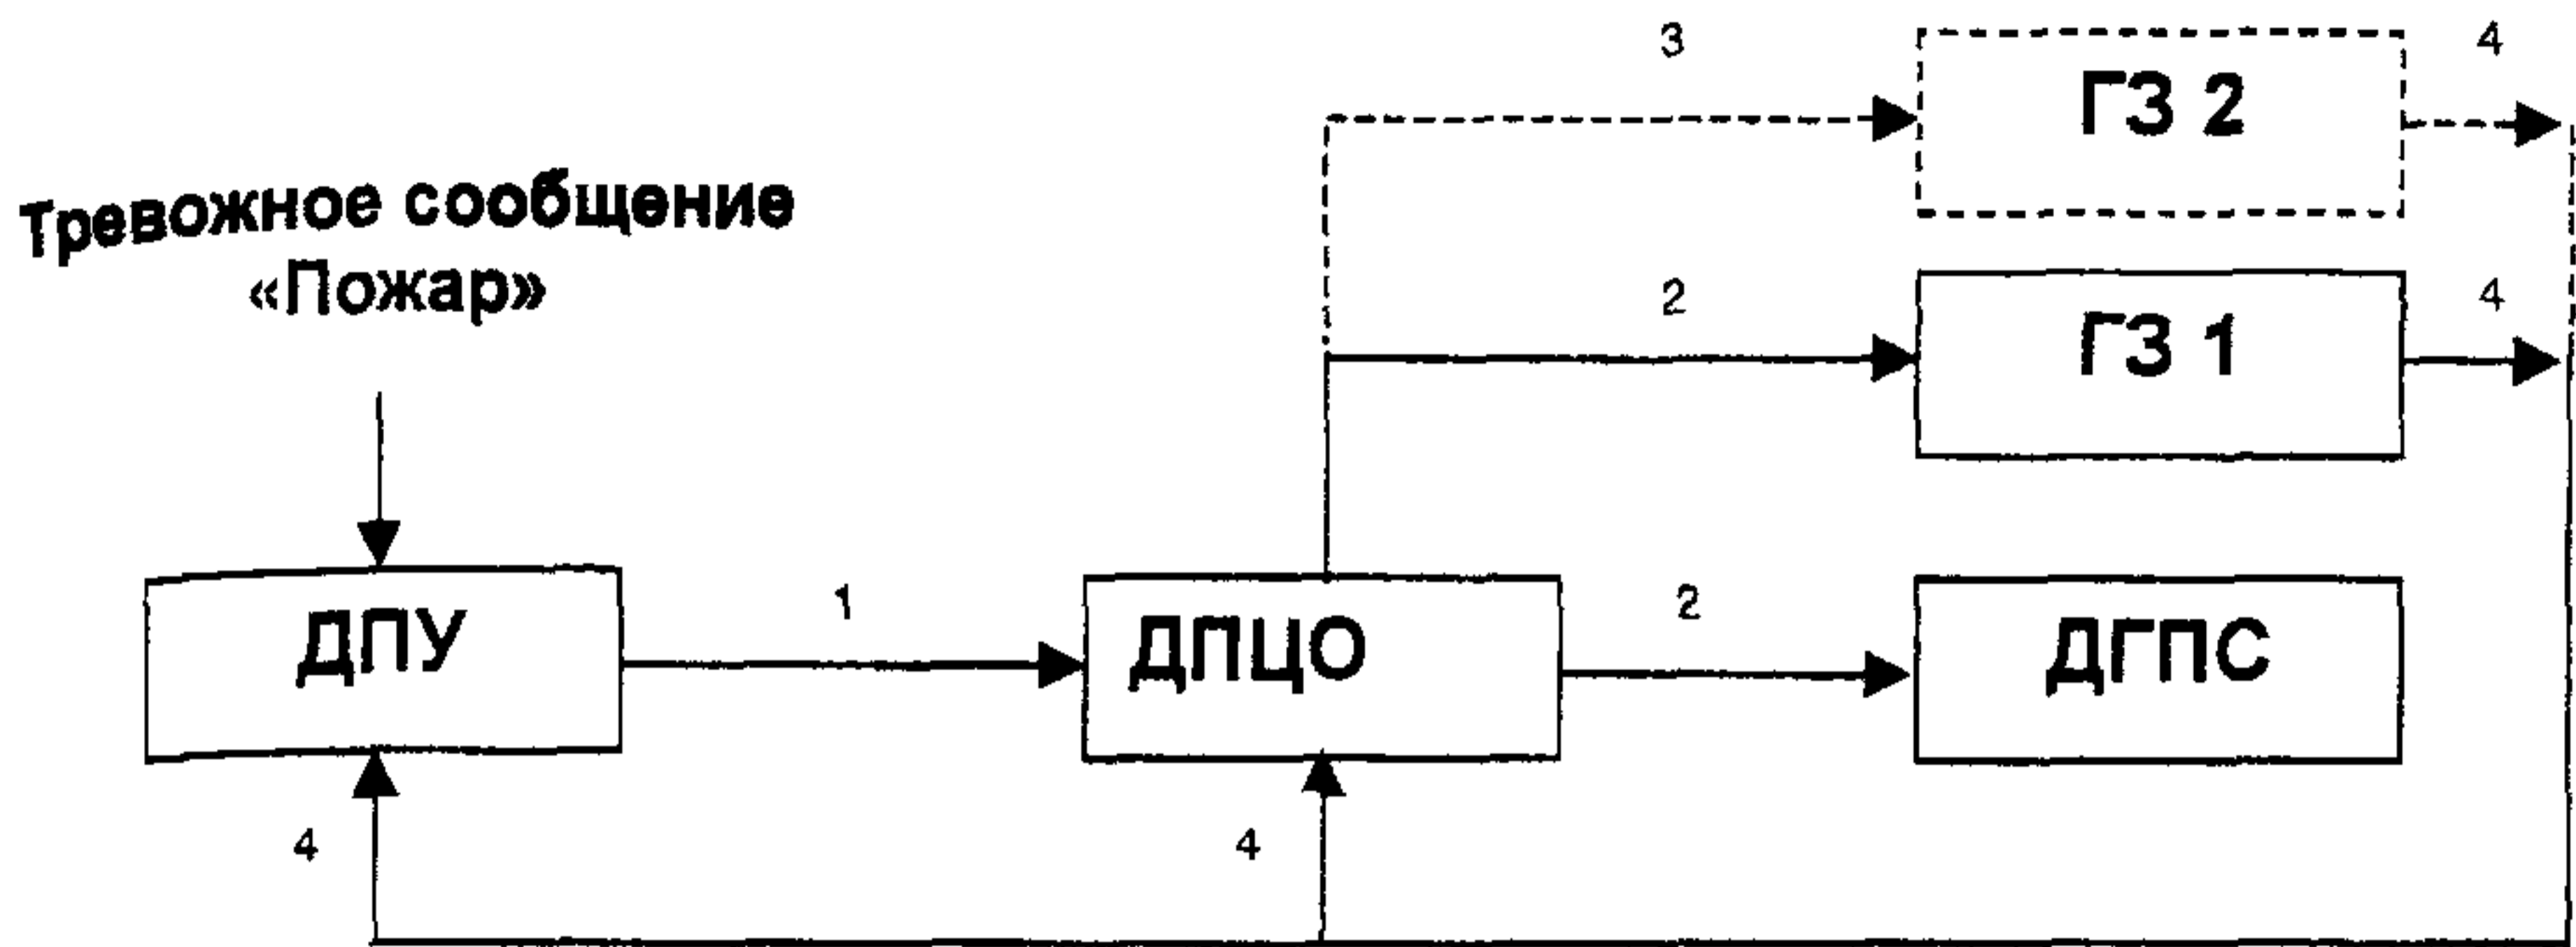 3
4
ГЗ 2
Тревожное сообщение
«Пожар»
2
4
ГЗ 1
ДПУ
1
ДПЦО
2
ДГПС
4
4